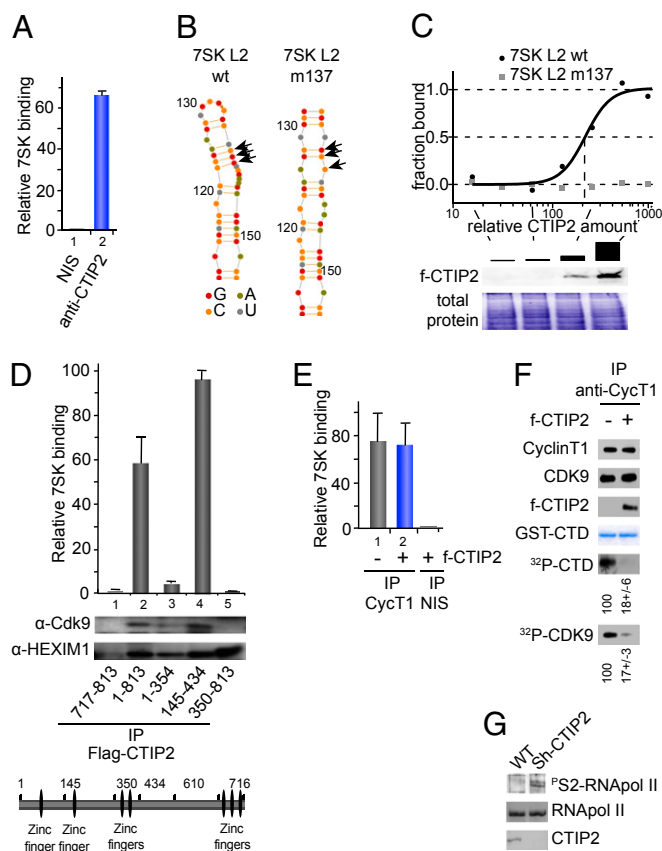 A
Relative 7SK binding
60
40
20
0
1
2
NIS
anti-CTIP2
B
7SK L2
wt
7SK L2
m137
130
120
150
130
120
150
G
A
C
U
C
7SK L2 wt
7SK L2 m137
fraction bound
1.0
0.5
0.0
10
100
1000
relative CTIP2 amount
f-CTIP2
total
protein
D
Relative 7SK binding
100
80
60
40
20
0
1
2
3
4
5
α-Cdk9
α-HEXIM1
717-813
1-813
1-354
145-434
350-813
IP
Flag-CTIP2
1 145 350 434 610 716
Zinc
finger
Zinc
finger
Zinc
fingers
Zinc
fingers
E
Relative 7SK binding
80
40
0
1
2
- + + f-CTIP2
IP
CycT1
IP
NIS
F
IP
anti-CycT1
f-CTIP2 - +
CyclinT1
CDK9
f-CTIP2
GST-CTD
32P-CTD
100
18+/-6
32P-CDK9
100
17+/-3
G
WT
Sh-CTIP2
PS2-RNApol II
RNApol II
CTIP2